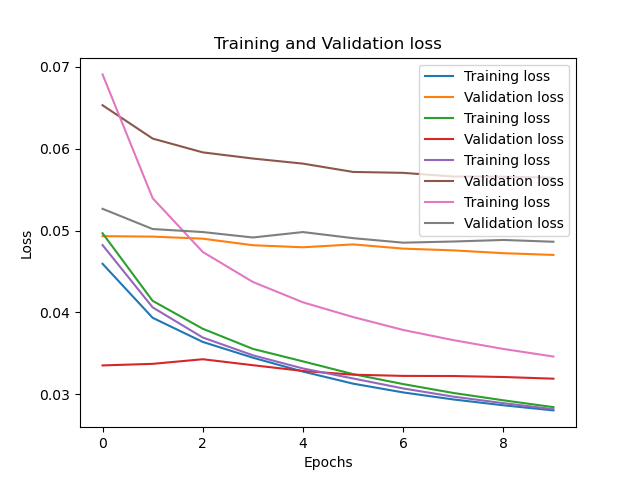 Training and Validation loss
0.07
0.06
0.05
0.04
0.03
Loss
Training loss
Validation loss
Training loss
Validation loss
Training loss
Validation loss
Training loss
Validation loss
0 2 4 6 8
Epochs